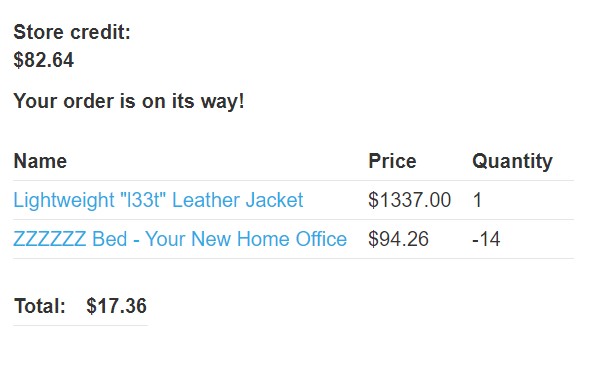 Store credit:
$82.64
Your order is on its way!
Name Price Quantity
Lightweight "l33t" Leather Jacket $1337.00 1
ZZZZZZ Bed - Your New Home Office $94.26 -14
Total: $17.36